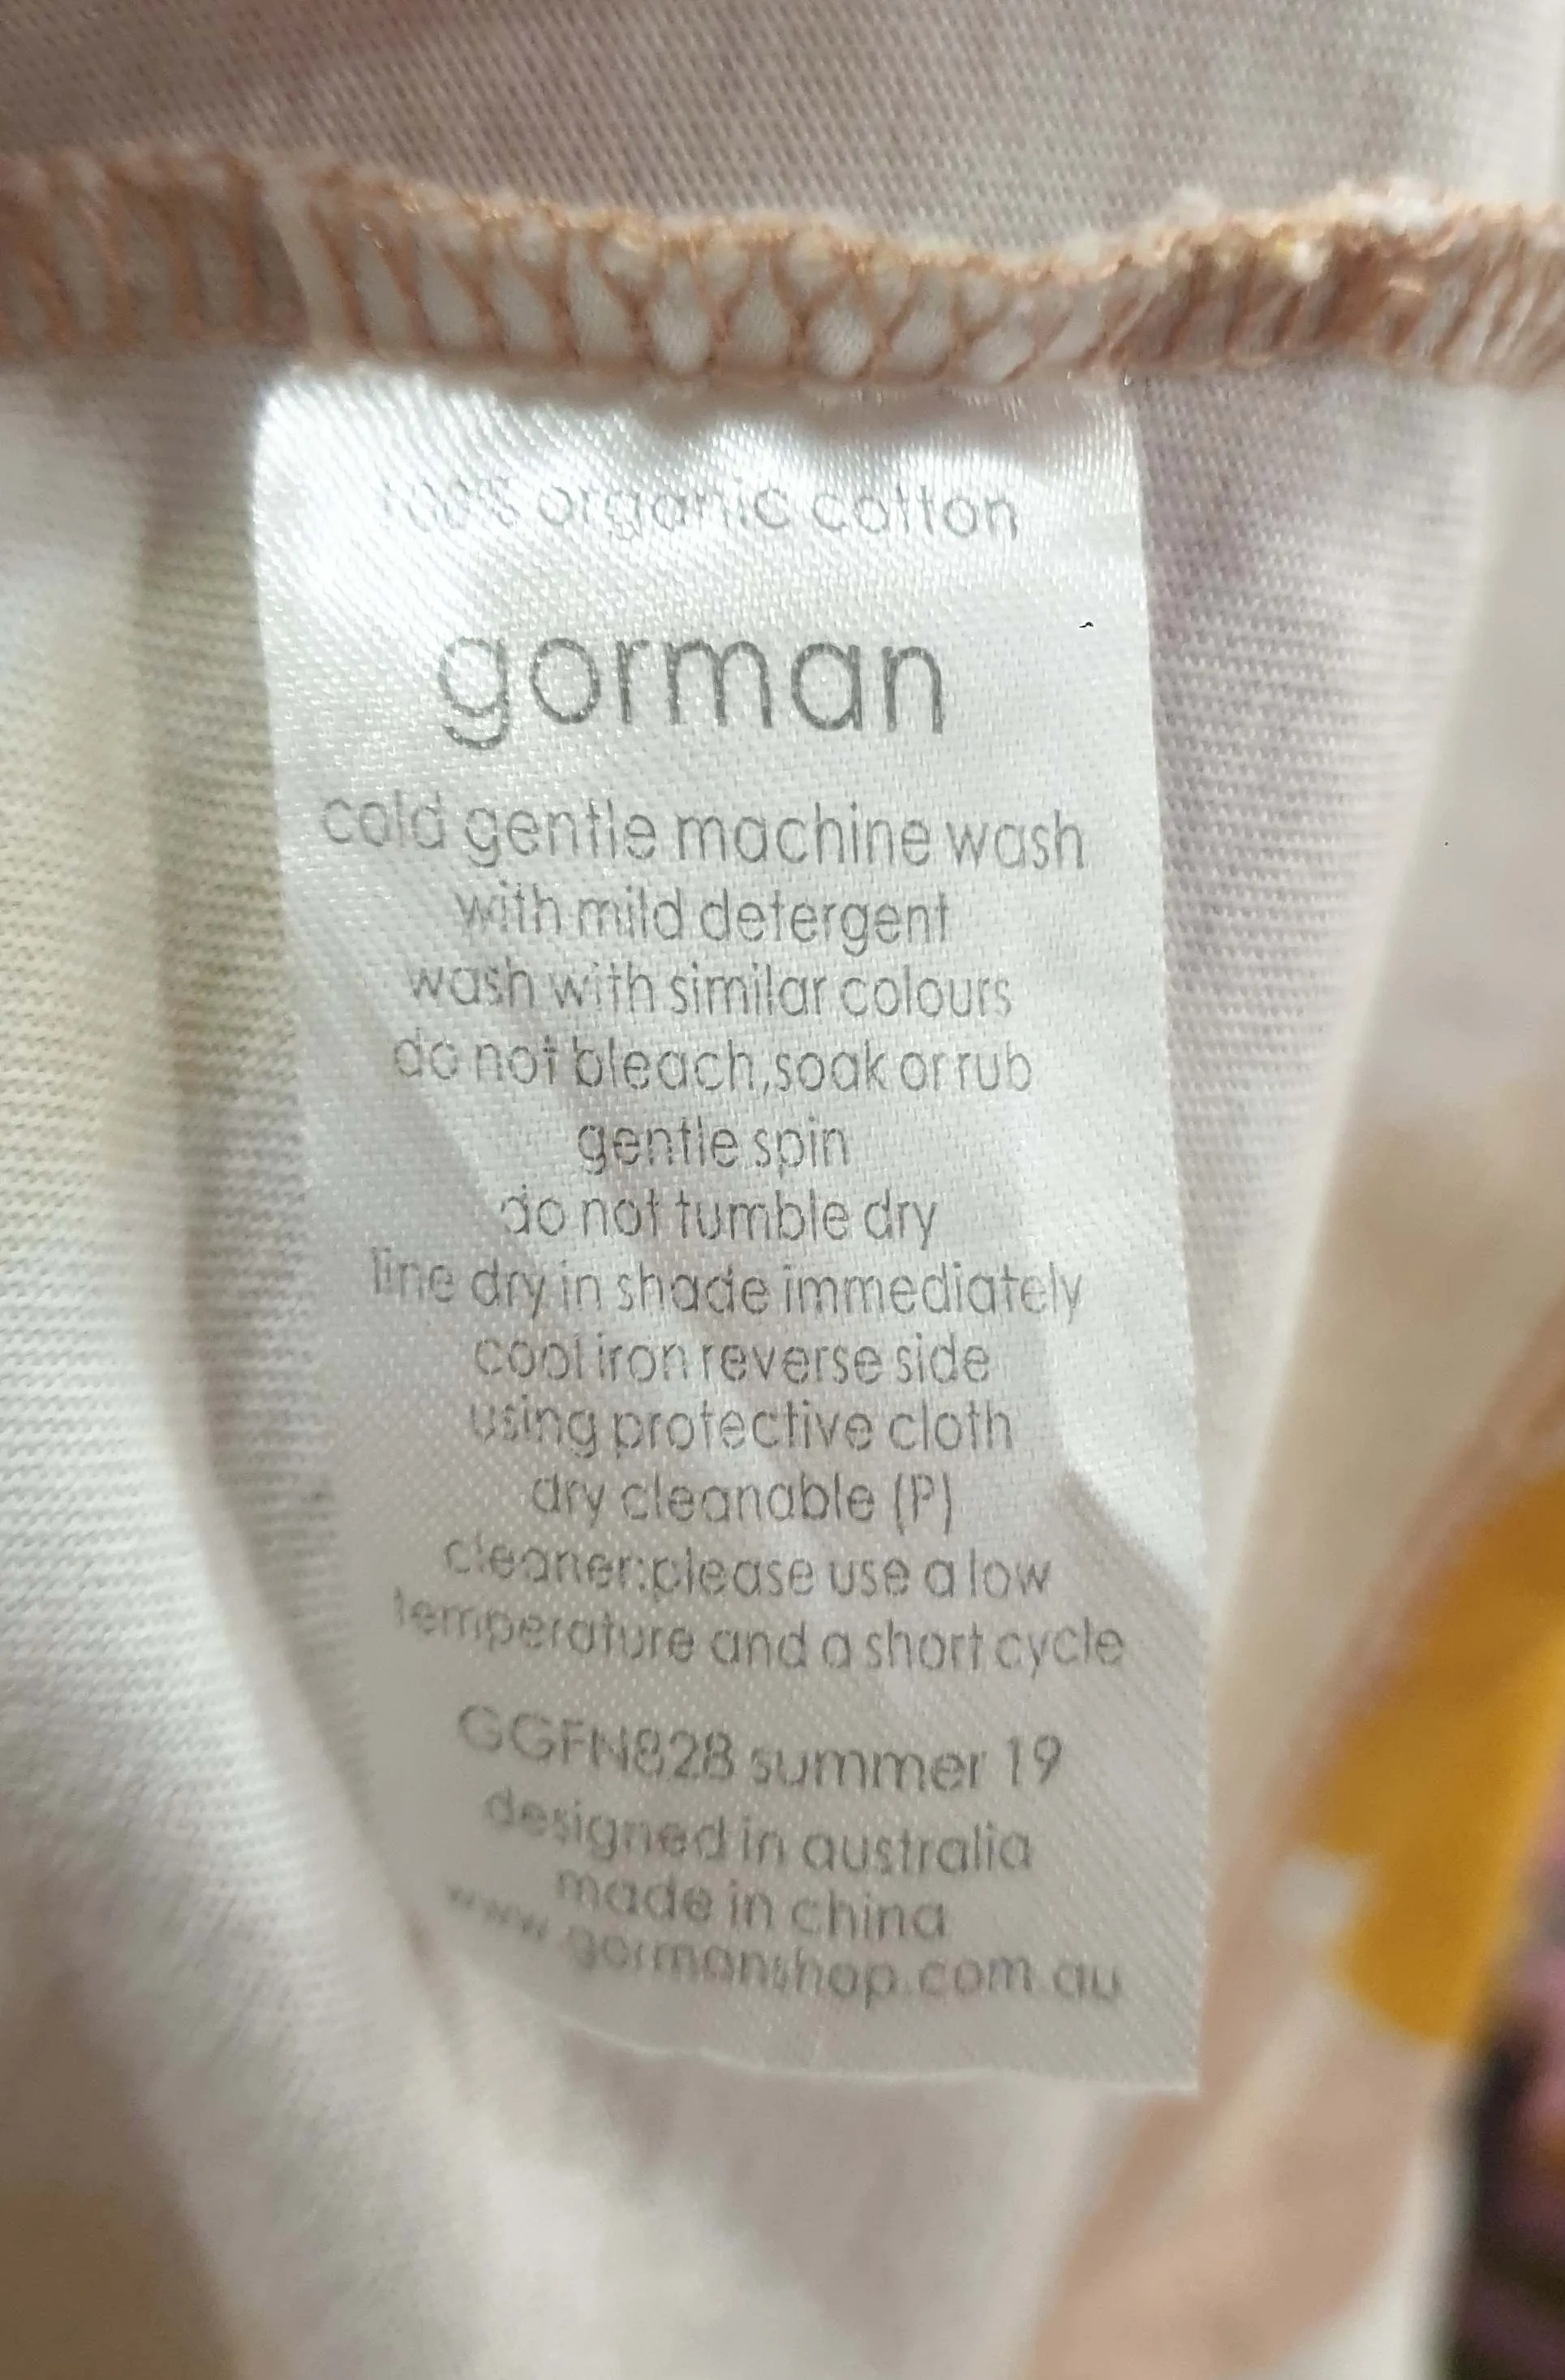 100% organic cotton
gorman
cold gentle machine wash
with mild detergent
wash with similar colours
do not bleach,soak or rub
gentle spin
do not tumble dry
line dry in shade immediately
cool iron reverse side
using protective cloth
dry cleanable (P)
cleaner:please use a low
temperature and a short cycle
GGFN828 summer 19
designed in australia
made in china
www.gormanshop.com.au